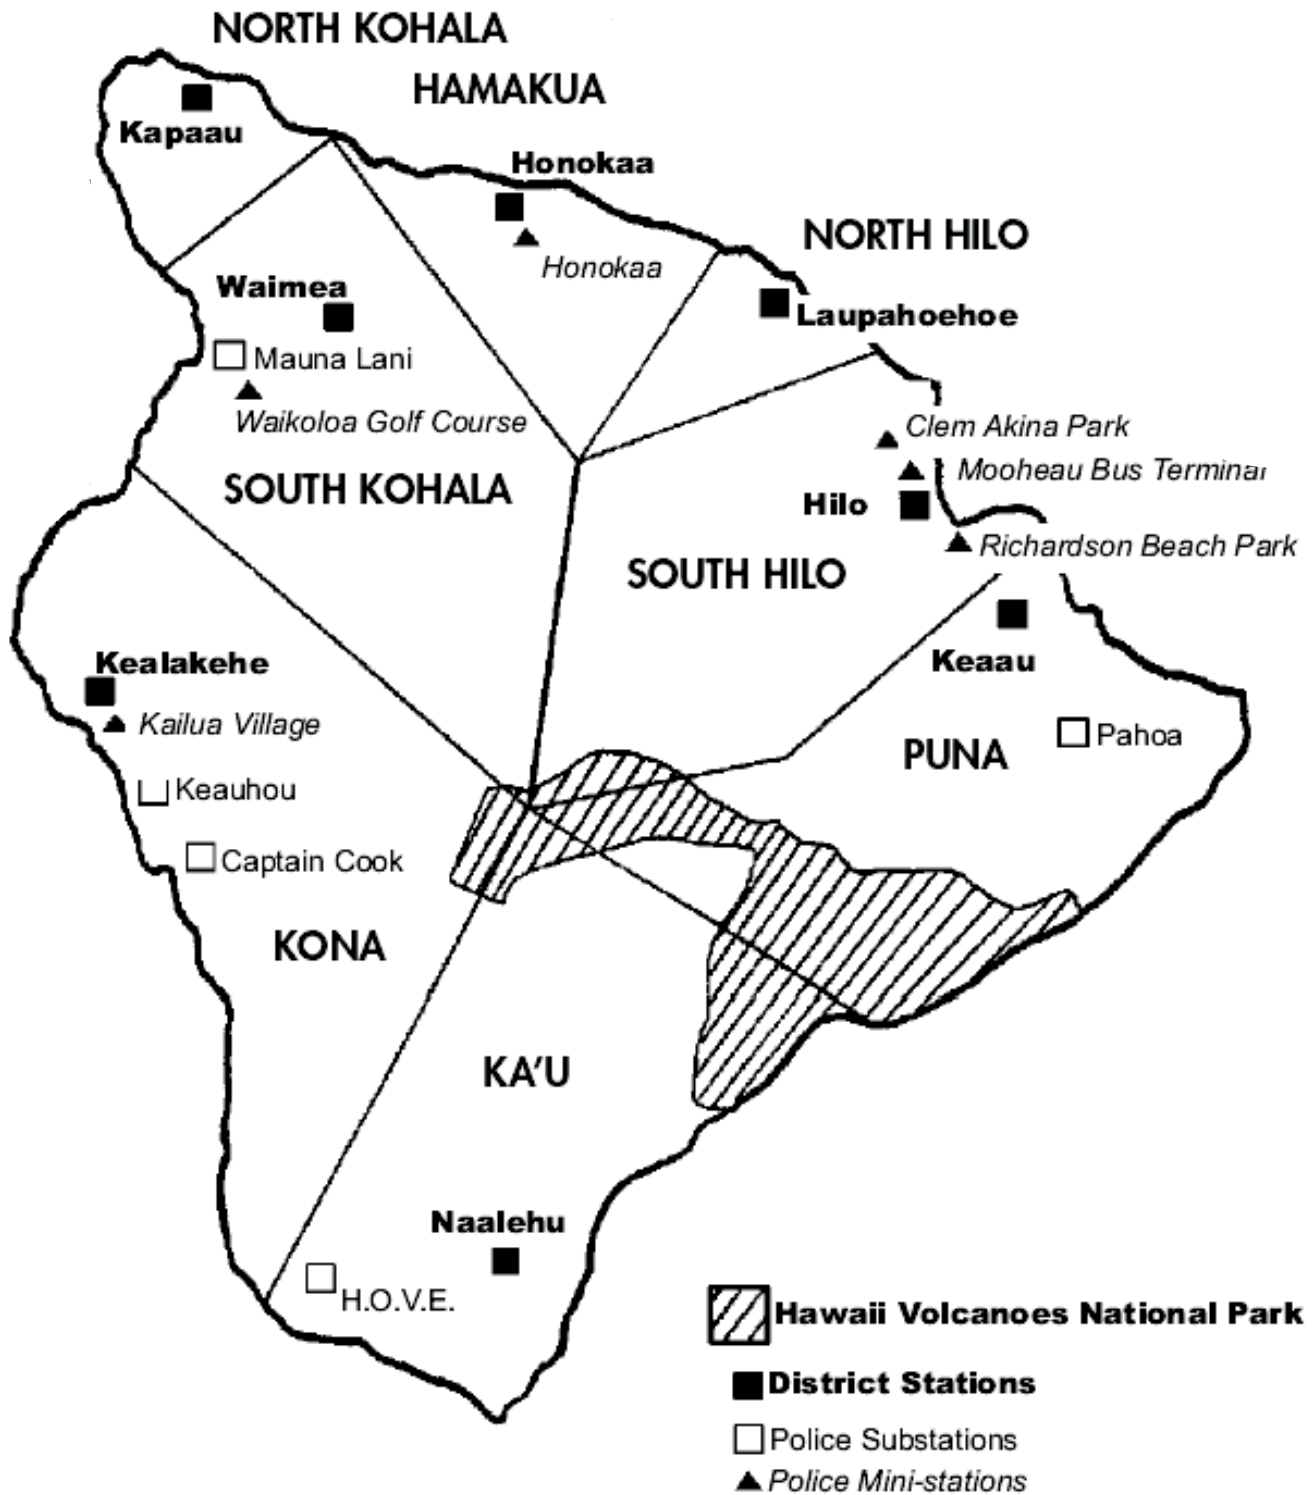 NORTH KOHALA
HAMAKUA
Kapaau
Honokaa
Honokaa
NORTH HILO
Waimea
Laupahoehoe
Mauna Lani
Waikoloa Golf Course
Clem Akina Park
Mooheau Bus Terminal
SOUTH KOHALA
Hilo
Richardson Beach Park
SOUTH HILO
Kealakehe
Keaau
Kailua Village
PUNA
Pahoa
Keauhou
Captain Cook
KONA
KA'U
Naalehu
H.O.V.E.
Hawaii Volcanoes National Park
District Stations
Police Substations
Police Mini-stations